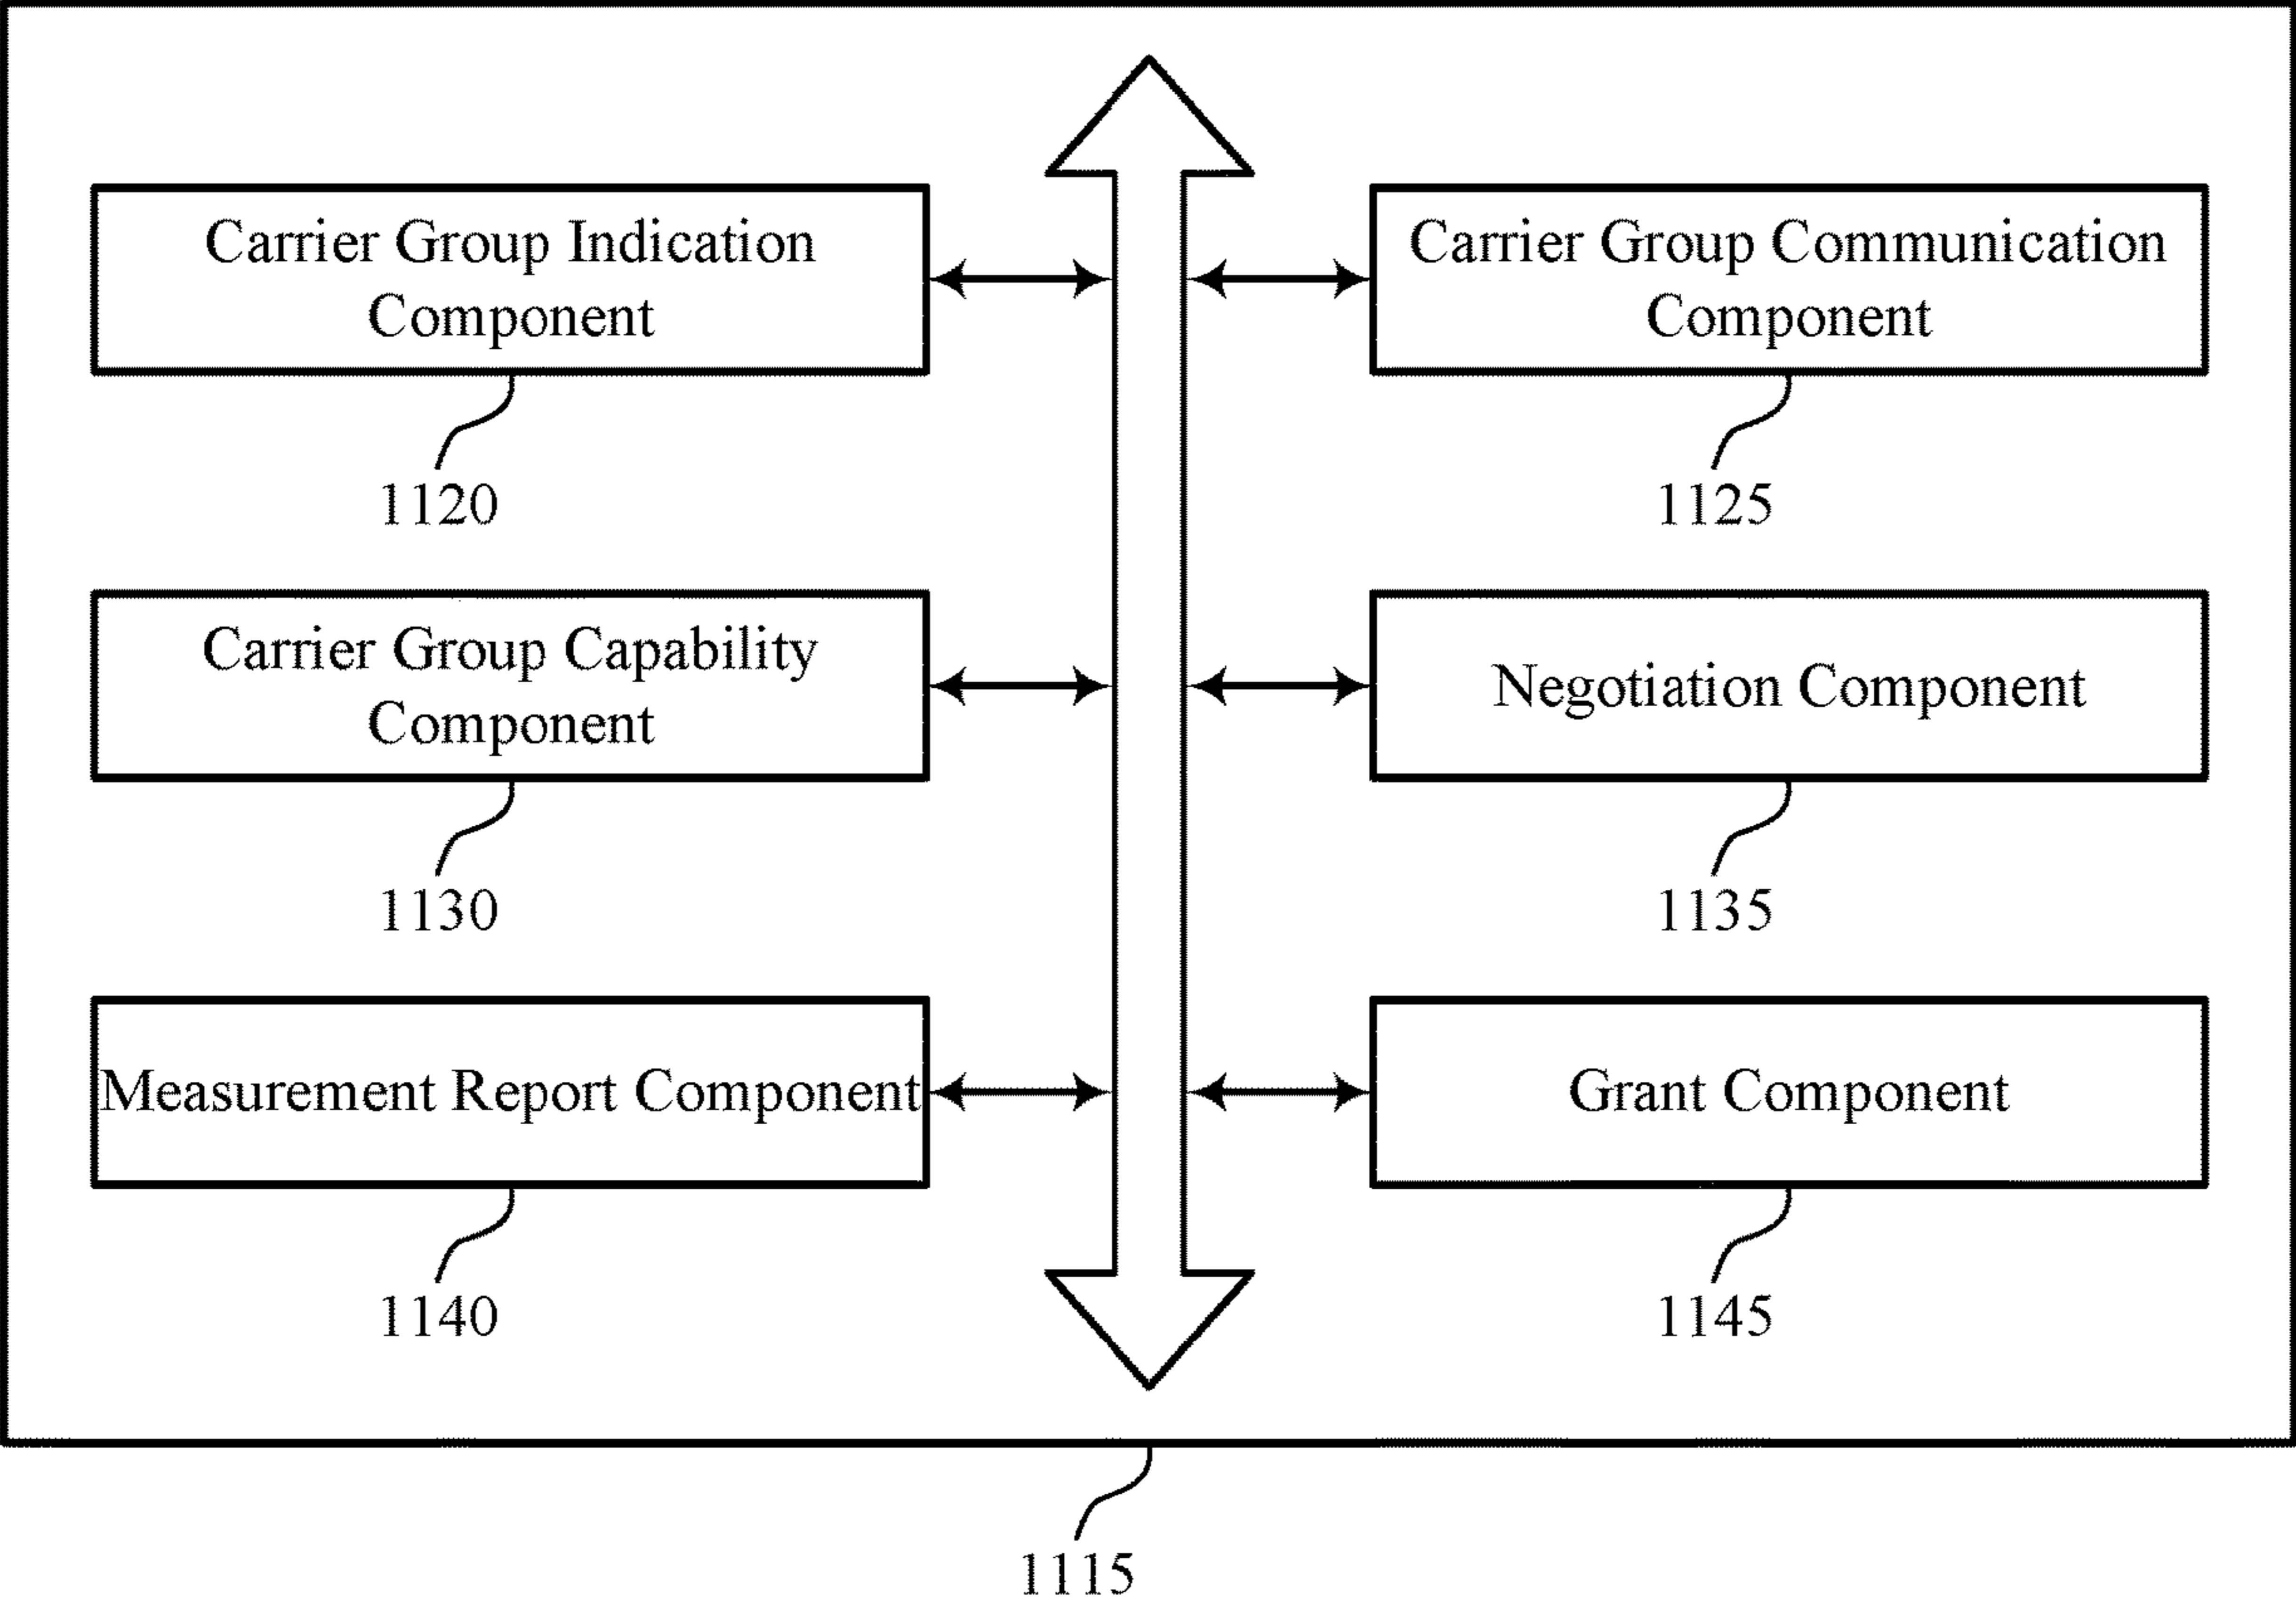 Carrier Group Indication
Component
1120
Carrier Group Communication
Component
1125
Carrier Group Capability
Component
1130
Negotiation Component
1135
Measurement Report Component
1140
Grant Component
1145
1115